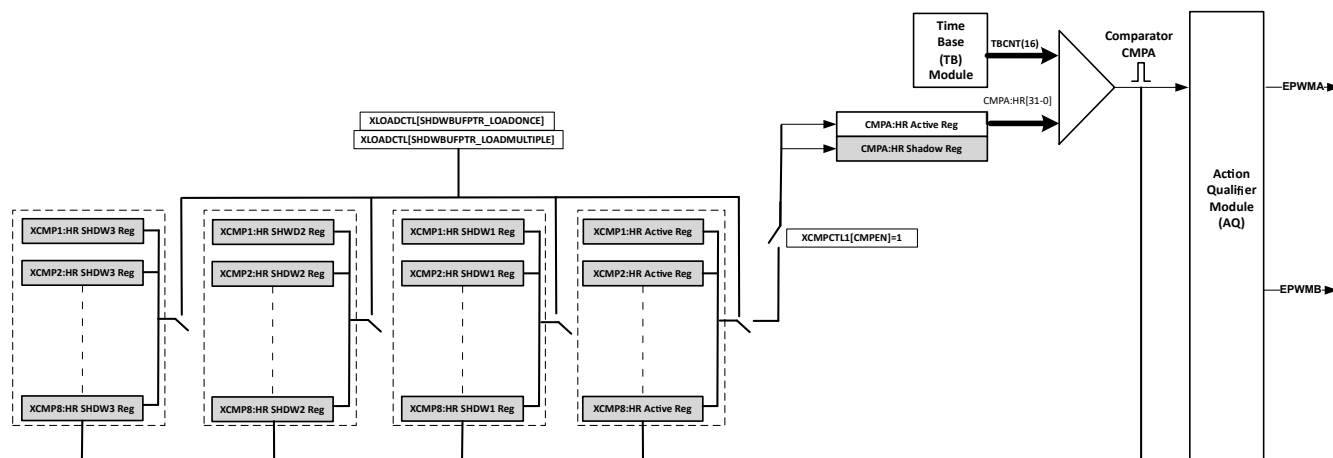 Time
Base
(TB)
Module
TBCNT(16)
Comparator
CMPA
EPWMA
CMPA:HR[31-0]
XLOADCTL[SHDWBUFPTR_LOADONCE]
XLOADCTL[SHDWBUFPTR_LOADMULTIPLE]
CMPA:HR Active Reg
CMPA:HR Shadow Reg
Action
Qualifier
Module
(AQ)
XCMP1:HR SHDW3 Reg
XCMP1:HR SHWD2 Reg
XCMP1:HR SHDW1 Reg
XCMP1:HR Active Reg
XCMPCTL1[CMPEN]=1
XCMP2:HR SHDW3 Reg
XCMP2:HR SHDW2 Reg
XCMP2:HR SHDW1 Reg
XCMP2:HR Active Reg
EPWMB
XCMP8:HR SHDW3 Reg
XCMP8:HR SHDW2 Reg
XCMP8:HR SHDW1 Reg
XCMP8:HR Active Reg